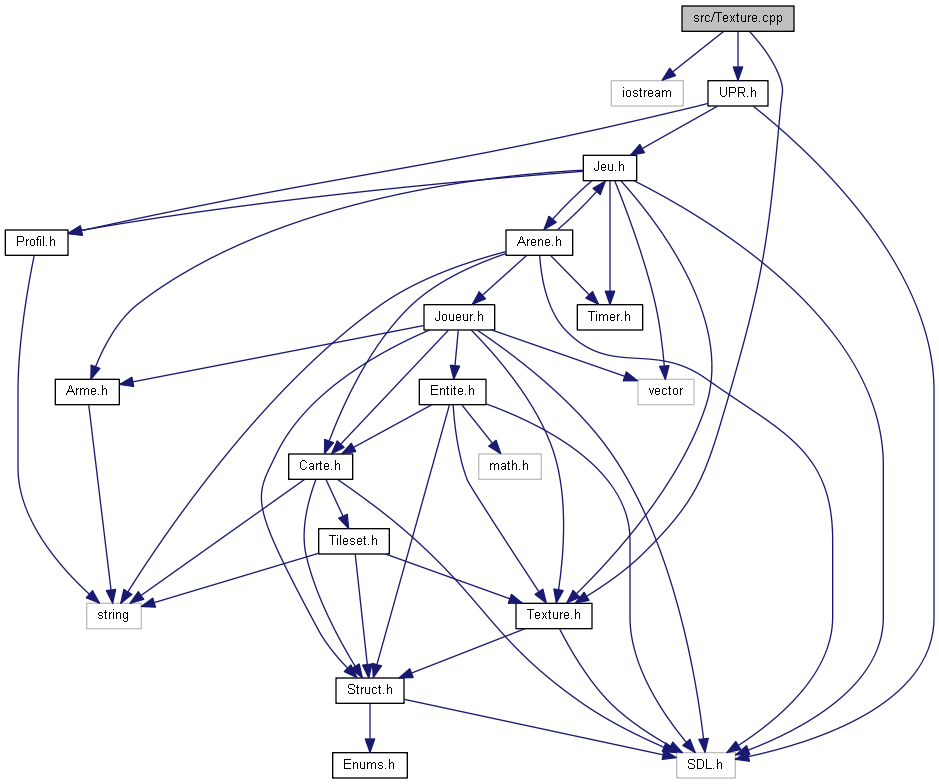 src/Texture.cpp
iostream
UPR.h
Jeu.h
Profil.h
Arene.h
Joueur.h
Timer.h
Arme.h
Entite.h
vector
Carte.h
math.h
Tileset.h
string
Texture.h
Struct.h
Enums.h
SDL.h